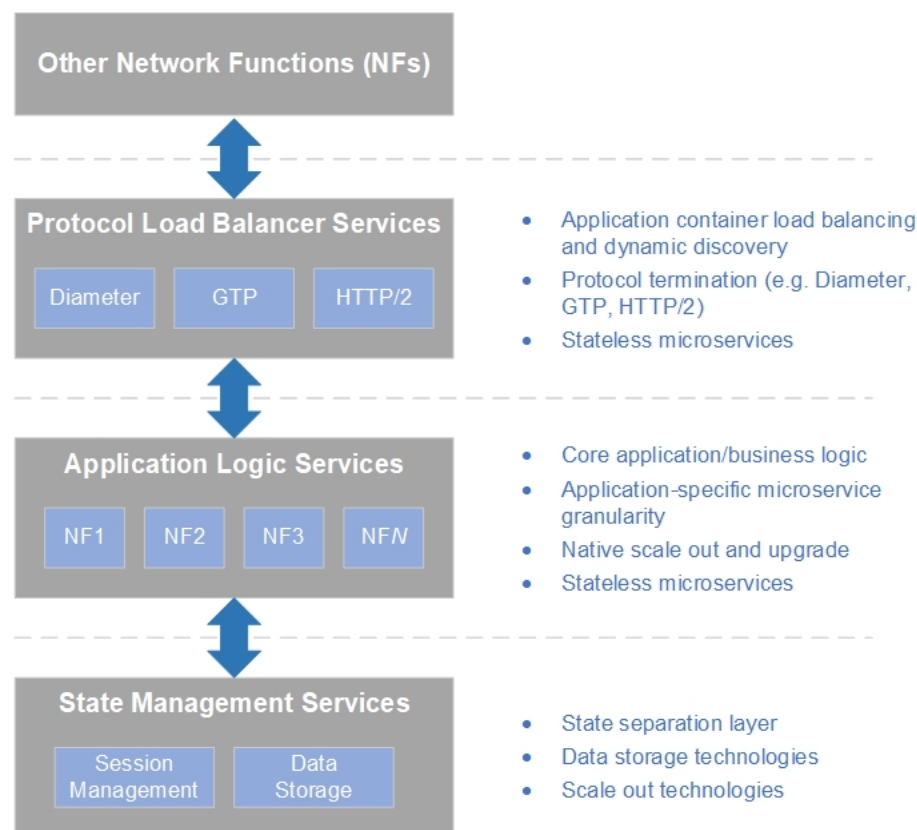 Other Network Functions (NFs)
Protocol Load Balancer Services
Diameter
GTP
HTTP/2
• Application container load balancing
and dynamic discovery
• Protocol termination (e.g. Diameter,
GTP, HTTP/2)
• Stateless microservices
Application Logic Services
NF1
NF2
NF3
NFN
• Core application/business logic
• Application-specific microservice
granularity
• Native scale out and upgrade
• Stateless microservices
State Management Services
Session
Management
Data
Storage
• State separation layer
• Data storage technologies
• Scale out technologies